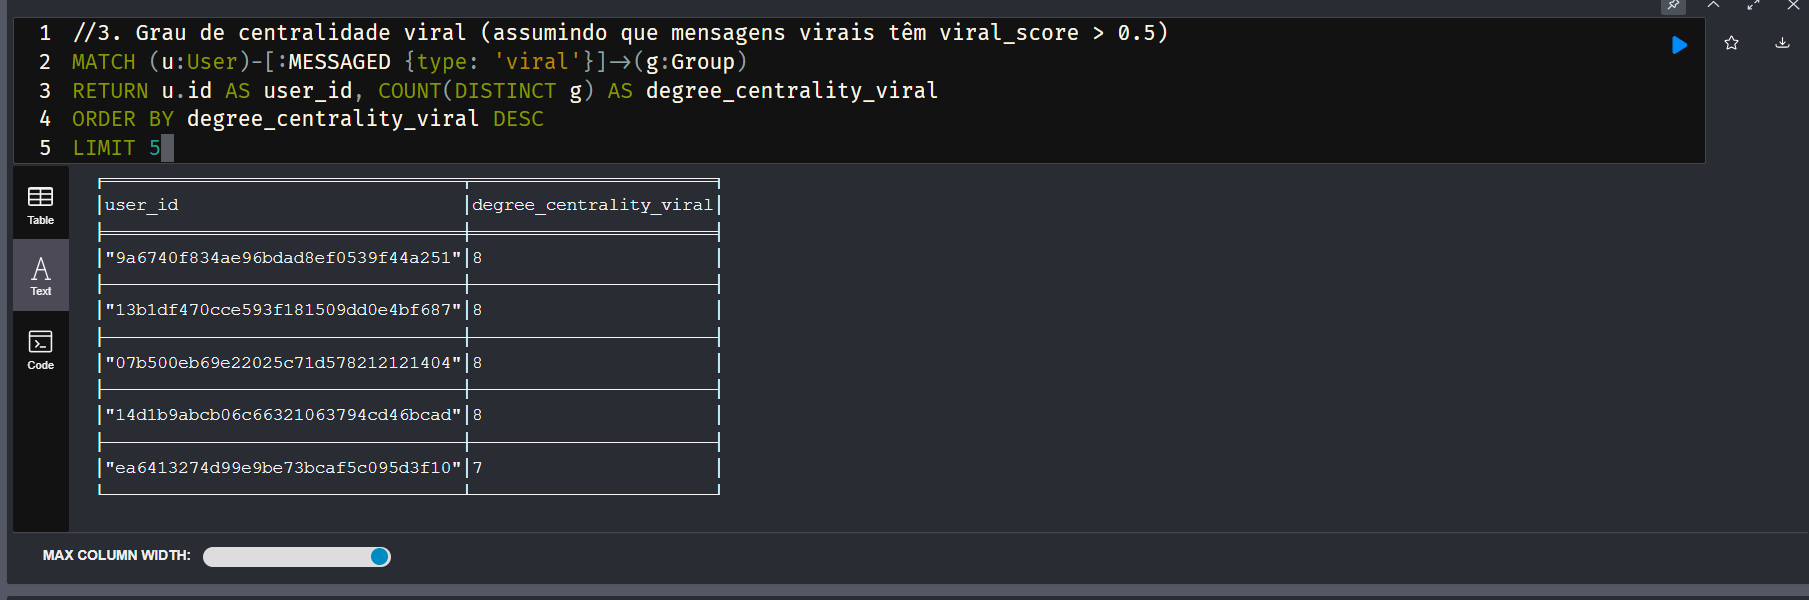 1 //3. Grau de centralidade viral (assumindo que mensagens virais têm viral_score > 0.5)
2 MATCH (u:User)-[:MESSAGED {type: 'viral'}]->(g:Group)
3 RETURN u.id AS user_id, COUNT(DISTINCT g) AS degree_centrality_viral
4 ORDER BY degree_centrality_viral DESC
5 LIMIT 5
Table
Text
Code
user_id degree_centrality_viral
"9a6740f834ae96bdad8ef0539f44a251" 8
"13b1df470cce593f181509dd0e4bf687" 8
"07b500eb69e22025c71d578212121404" 8
"14d1b9abcb06c66321063794cd46bcad" 8
"ea6413274d99e9be73bcaf5c095d3f10" 7
MAX COLUMN WIDTH: